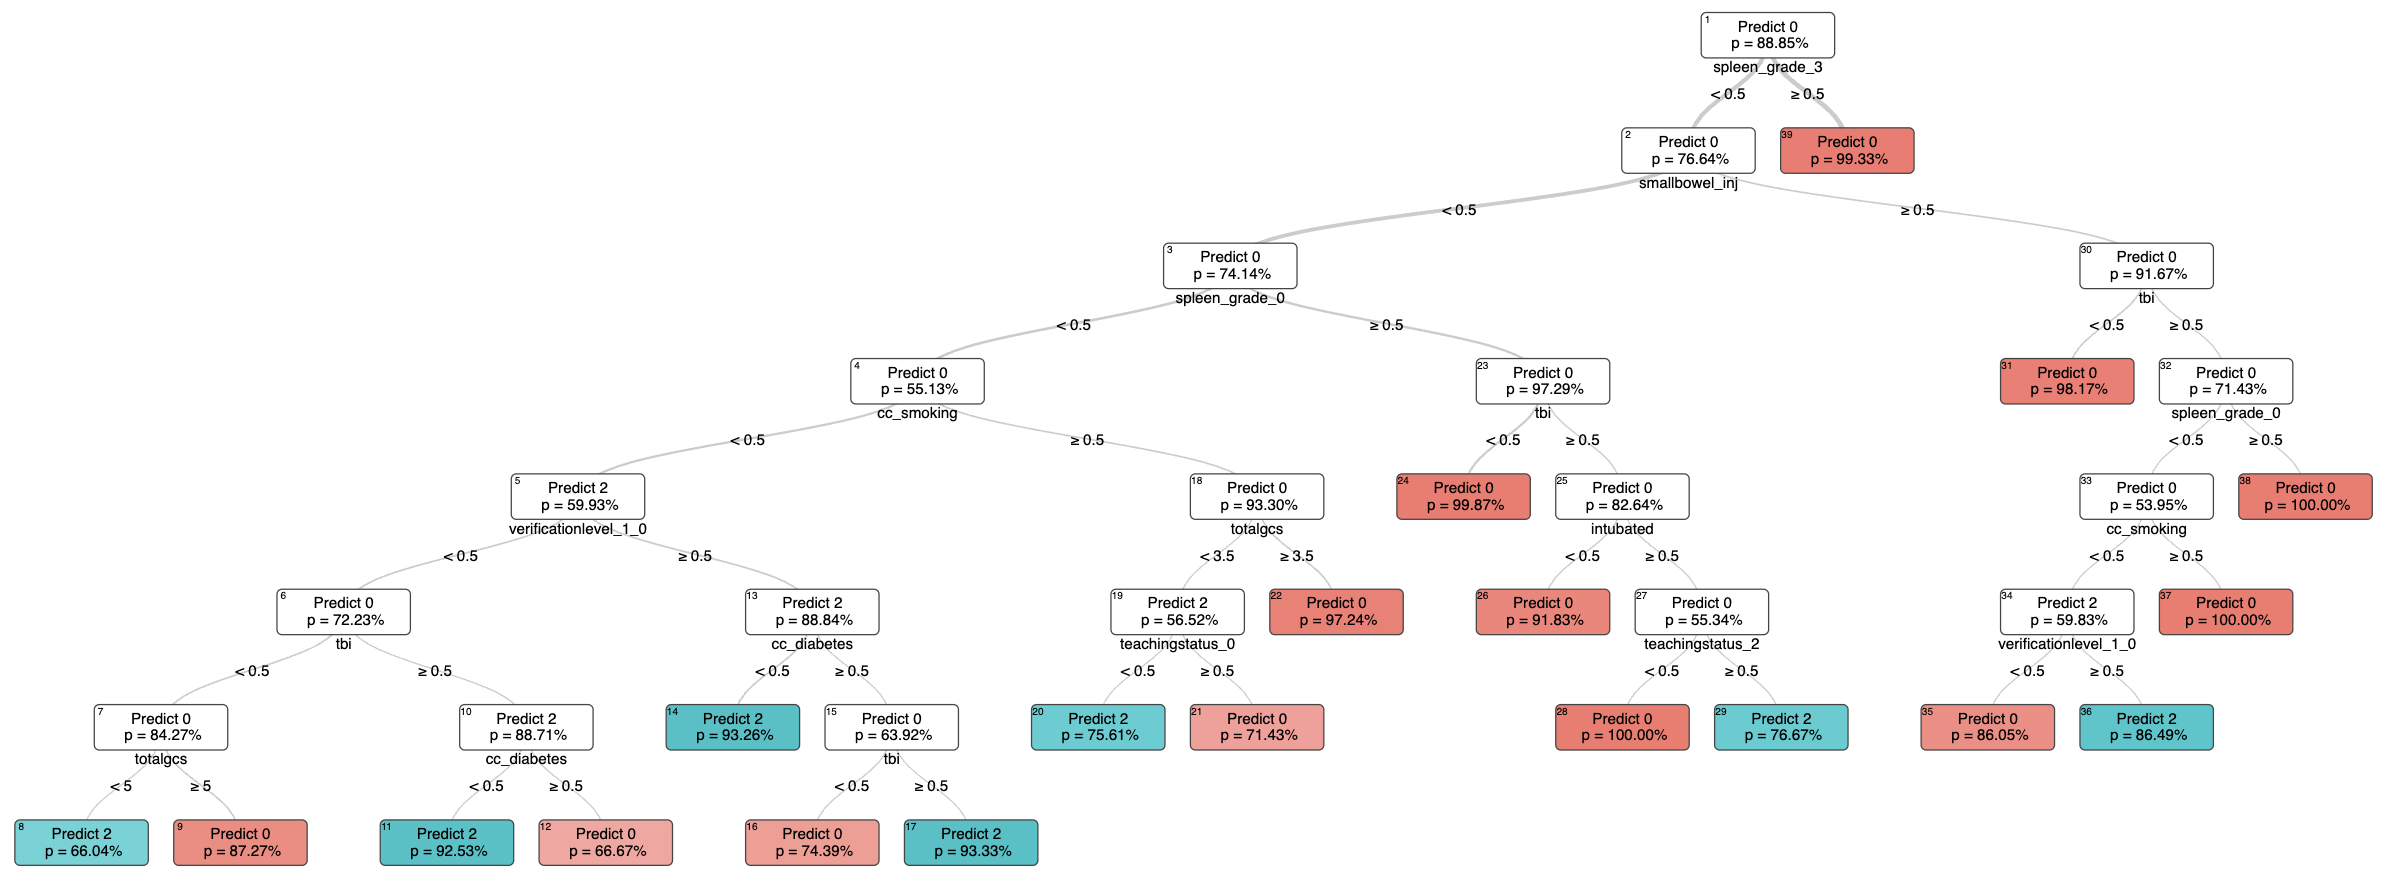 1
Predict 0
p = 88.85%
spleen_grade_3
< 0.5
≥ 0.5
2
Predict 0
p = 76.64%
39
Predict 0
p = 99.33%
smallbowel_inj
< 0.5
≥ 0.5
3
Predict 0
p = 74.14%
30
Predict 0
p = 91.67%
spleen_grade_0
tbi
< 0.5
≥ 0.5
< 0.5
≥ 0.5
4
Predict 0
p = 55.13%
23
Predict 0
p = 97.29%
31
Predict 0
p = 98.17%
32
Predict 0
p = 71.43%
cc_smoking
tbi
spleen_grade_0
< 0.5
≥ 0.5
< 0.5
≥ 0.5
< 0.5
≥ 0.5
5
Predict 2
p = 59.93%
18
Predict 0
p = 93.30%
24
Predict 0
p = 99.87%
25
Predict 0
p = 82.64%
33
Predict 0
p = 53.95%
38
Predict 0
p = 100.00%
verificationlevel_1_0
totalgcs
intubated
cc_smoking
< 0.5
≥ 0.5
< 3.5
≥ 3.5
< 0.5
≥ 0.5
< 0.5
≥ 0.5
6
Predict 0
p = 72.23%
13
Predict 2
p = 88.84%
19
Predict 2
p = 56.52%
22
Predict 0
p = 97.24%
26
Predict 0
p = 91.83%
27
Predict 0
p = 55.34%
34
Predict 2
p = 59.83%
37
Predict 0
p = 100.00%
tbi
cc_diabetes
teachingstatus_0
teachingstatus_2
verificationlevel_1_0
< 0.5
≥ 0.5
< 0.5
≥ 0.5
< 0.5
≥ 0.5
< 0.5
≥ 0.5
< 0.5
≥ 0.5
7
Predict 0
p = 84.27%
10
Predict 2
p = 88.71%
14
Predict 2
p = 93.26%
15
Predict 0
p = 63.92%
20
Predict 2
p = 75.61%
21
Predict 0
p = 71.43%
28
Predict 0
p = 100.00%
29
Predict 2
p = 76.67%
35
Predict 0
p = 86.05%
36
Predict 2
p = 86.49%
totalgcs
cc_diabetes
tbi
< 5
≥ 5
< 0.5
≥ 0.5
< 0.5
≥ 0.5
8
Predict 2
p = 66.04%
9
Predict 0
p = 87.27%
11
Predict 2
p = 92.53%
12
Predict 0
p = 66.67%
16
Predict 0
p = 74.39%
17
Predict 2
p = 93.33%